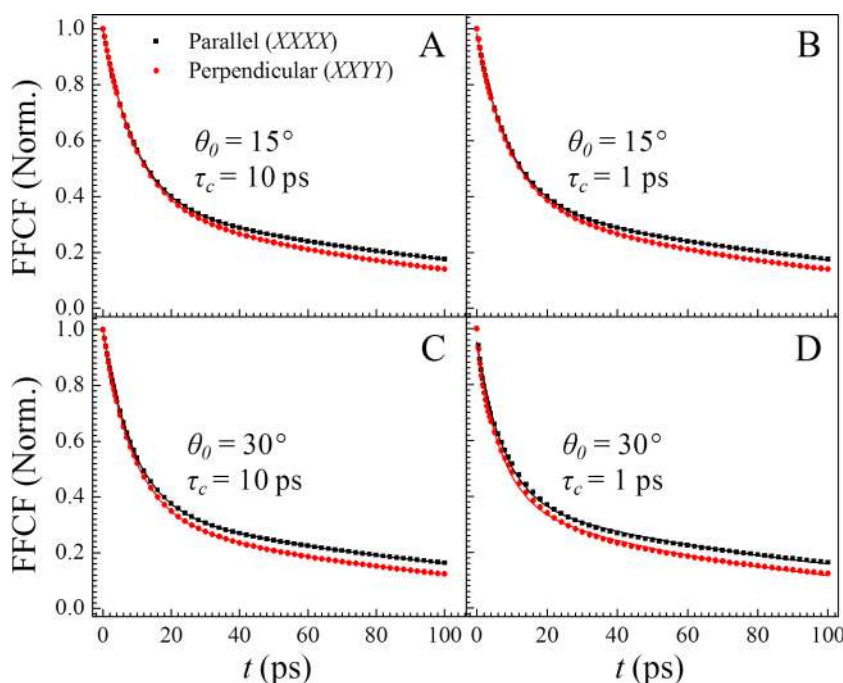 A
Parallel (XXXX)
Perpendicular (XXYY)
θ₀ = 15°
τc = 10 ps
B
θ₀ = 15°
τc = 1 ps
FFCF (Norm.)
1.0
0.8
0.6
0.4
0.2
0.0
C
θ₀ = 30°
τc = 10 ps
D
θ₀ = 30°
τc = 1 ps
FFCF (Norm.)
1.0
0.8
0.6
0.4
0.2
0.0
0 20 40 60 80 100
0 20 40 60 80 100
t (ps)
t (ps)